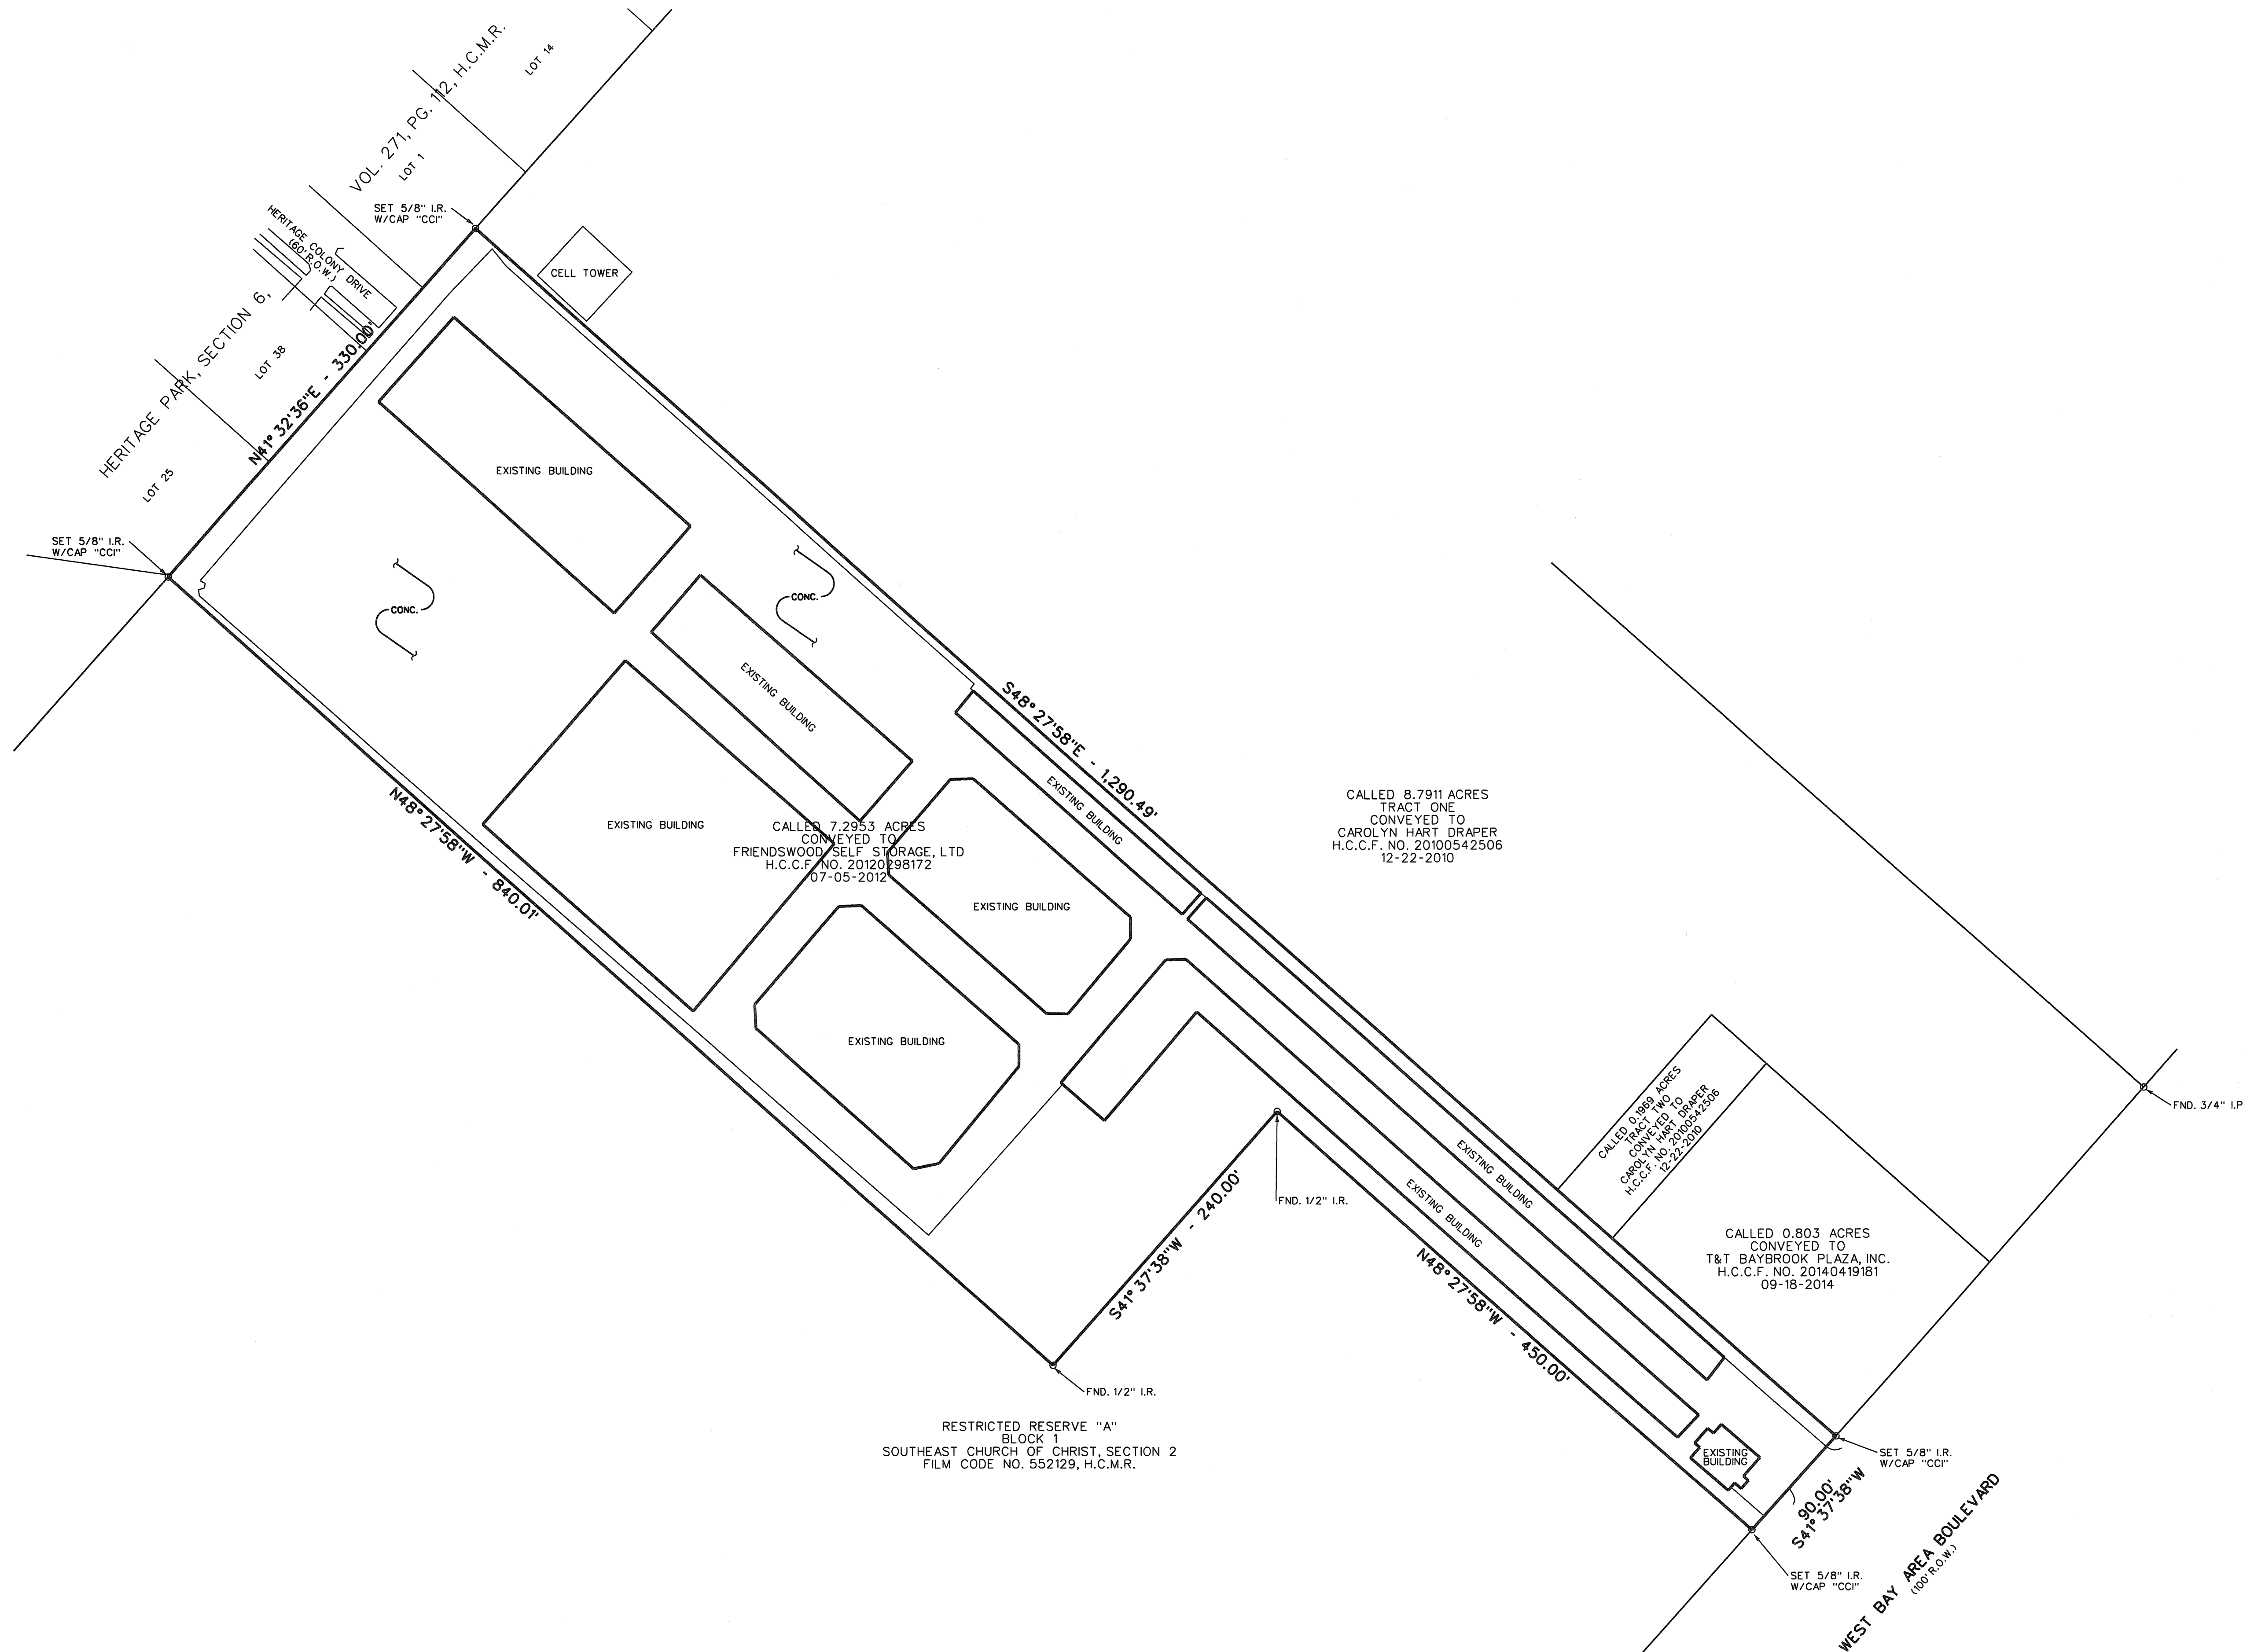 LOT 14
VOL. 271, PG. 112, H.C.M.R.
LOT 1
SET 5/8" I.R.
W/CAP "CCI"
HERITAGE COLONY DRIVE
(60' R.O.W.)
CELL TOWER
HERITAGE PARK, SECTION 6,
LOT 38
N41° 32'36"E - 330.00'
LOT 25
EXISTING BUILDING
SET 5/8" I.R.
W/CAP "CCI"
CONC.
CONC.
EXISTING BUILDING
S48° 27'58"E - 1,290.49'
EXISTING BUILDING
N48° 27'58"W - 840.01'
EXISTING BUILDING
CALLED 7.2953 ACRES
CONVEYED TO
FRIENDSWOOD SELF STORAGE, LTD
H.C.C.F. NO. 20120298172
07-05-2012
CALLED 8.7911 ACRES
TRACT ONE
CONVEYED TO
CAROLYN HART DRAPER
H.C.C.F. NO. 20100542506
12-22-2010
EXISTING BUILDING
EXISTING BUILDING
CALLED 0.1969 ACRES
TRACT TWO
CONVEYED TO
CAROLYN HART DRAPER
H.C.C.F. NO. 20100542506
12-22-2010
FND. 3/4" I.P
EXISTING BUILDING
EXISTING BUILDING
FND. 1/2" I.R.
S41° 37'38"W - 240.00'
CALLED 0.803 ACRES
CONVEYED TO
T&T BAYBROOK PLAZA, INC.
H.C.C.F. NO. 20140419181
09-18-2014
N48° 27'58"W - 450.00'
FND. 1/2" I.R.
RESTRICTED RESERVE "A"
BLOCK 1
SOUTHEAST CHURCH OF CHRIST, SECTION 2
FILM CODE NO. 552129, H.C.M.R.
EXISTING
BUILDING
SET 5/8" I.R.
W/CAP "CCI"
90.00'
S41° 37'38"W
SET 5/8" I.R.
W/CAP "CCI"
WEST BAY AREA BOULEVARD
(100' R.O.W.)